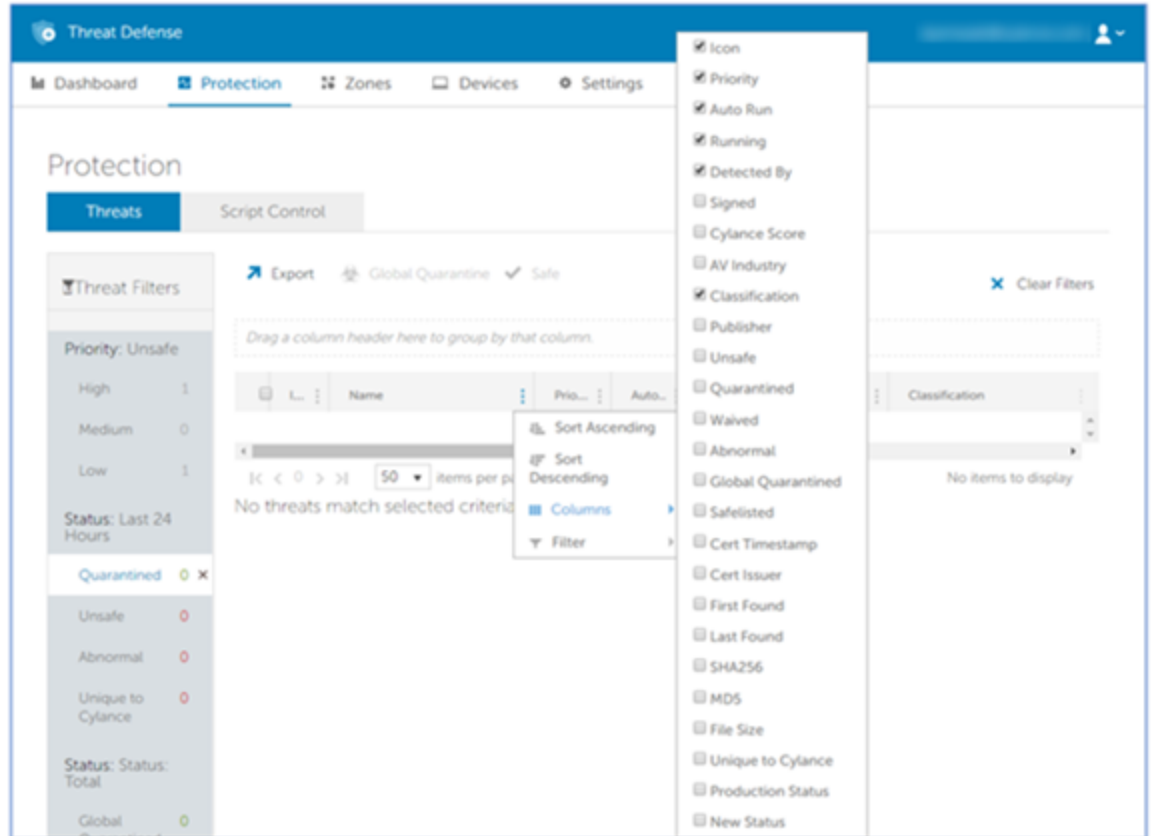 Threat Defense
Dashboard
Protection
Zones
Devices
Settings
Protection
Threats
Script Control
Threat Filters
Priority: Unsafe
High 1
Medium 0
Low 1
Status: Last 24
Hours
Quarantined 0
Unsafe 0
Abnormal 0
Unique to 0
Cylance
Status: Status:
Total
Global 0
Export
Global Quarantine
Safe
Clear Filters
Drag a column header here to group by that column.
I...
Name
Prio...
Auto...
Classification
0
50
items per
No items to display
No threats match selected criteria
Sort Ascending
Sort
Descending
Columns
Filter
Icon
Priority
Auto Run
Running
Detected By
Signed
Cylance Score
AV Industry
Classification
Publisher
Unsafe
Quarantined
Waived
Abnormal
Global Quarantined
Safelisted
Cert Timestamp
Cert Issuer
First Found
Last Found
SHA256
MD5
File Size
Unique to Cylance
Production Status
New Status